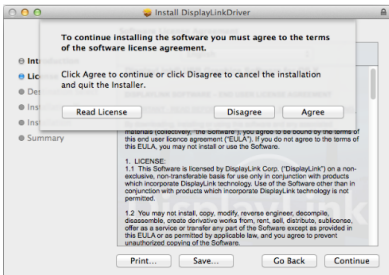 Install DisplayLinkDriver
To continue installing the software you must agree to the terms
of the software license agreement.
Click Agree to continue or click Disagree to cancel the installation
and quit the Installer.
Read License
Disagree
Agree
Summary
materials (collectively, the "Software"), you agree to be bound by the terms of
this end user licence agreement ("EULA"). If you do not agree to the terms of
this EULA, you may not install or use the Software.
1. LICENSE:
1.1 This Software is licensed by DisplayLink Corp. ("DisplayLink") on a non-
exclusive, non-transferable basis for use only in conjunction with products
which incorporate DisplayLink technology. Use of the Software other than in
conjunction with products which incorporate DisplayLink technology is not
permitted.
1.2 You may not install, copy, modify, reverse engineer, decompile,
disassemble, create derivative works from, rent, sell, distribute, sublicense,
offer as a service or transfer any part of the Software except as provided in
this EULA or as permitted by applicable law, and you agree to prevent
unauthorized copying of the Software.
Print...
Save...
Go Back
Continue